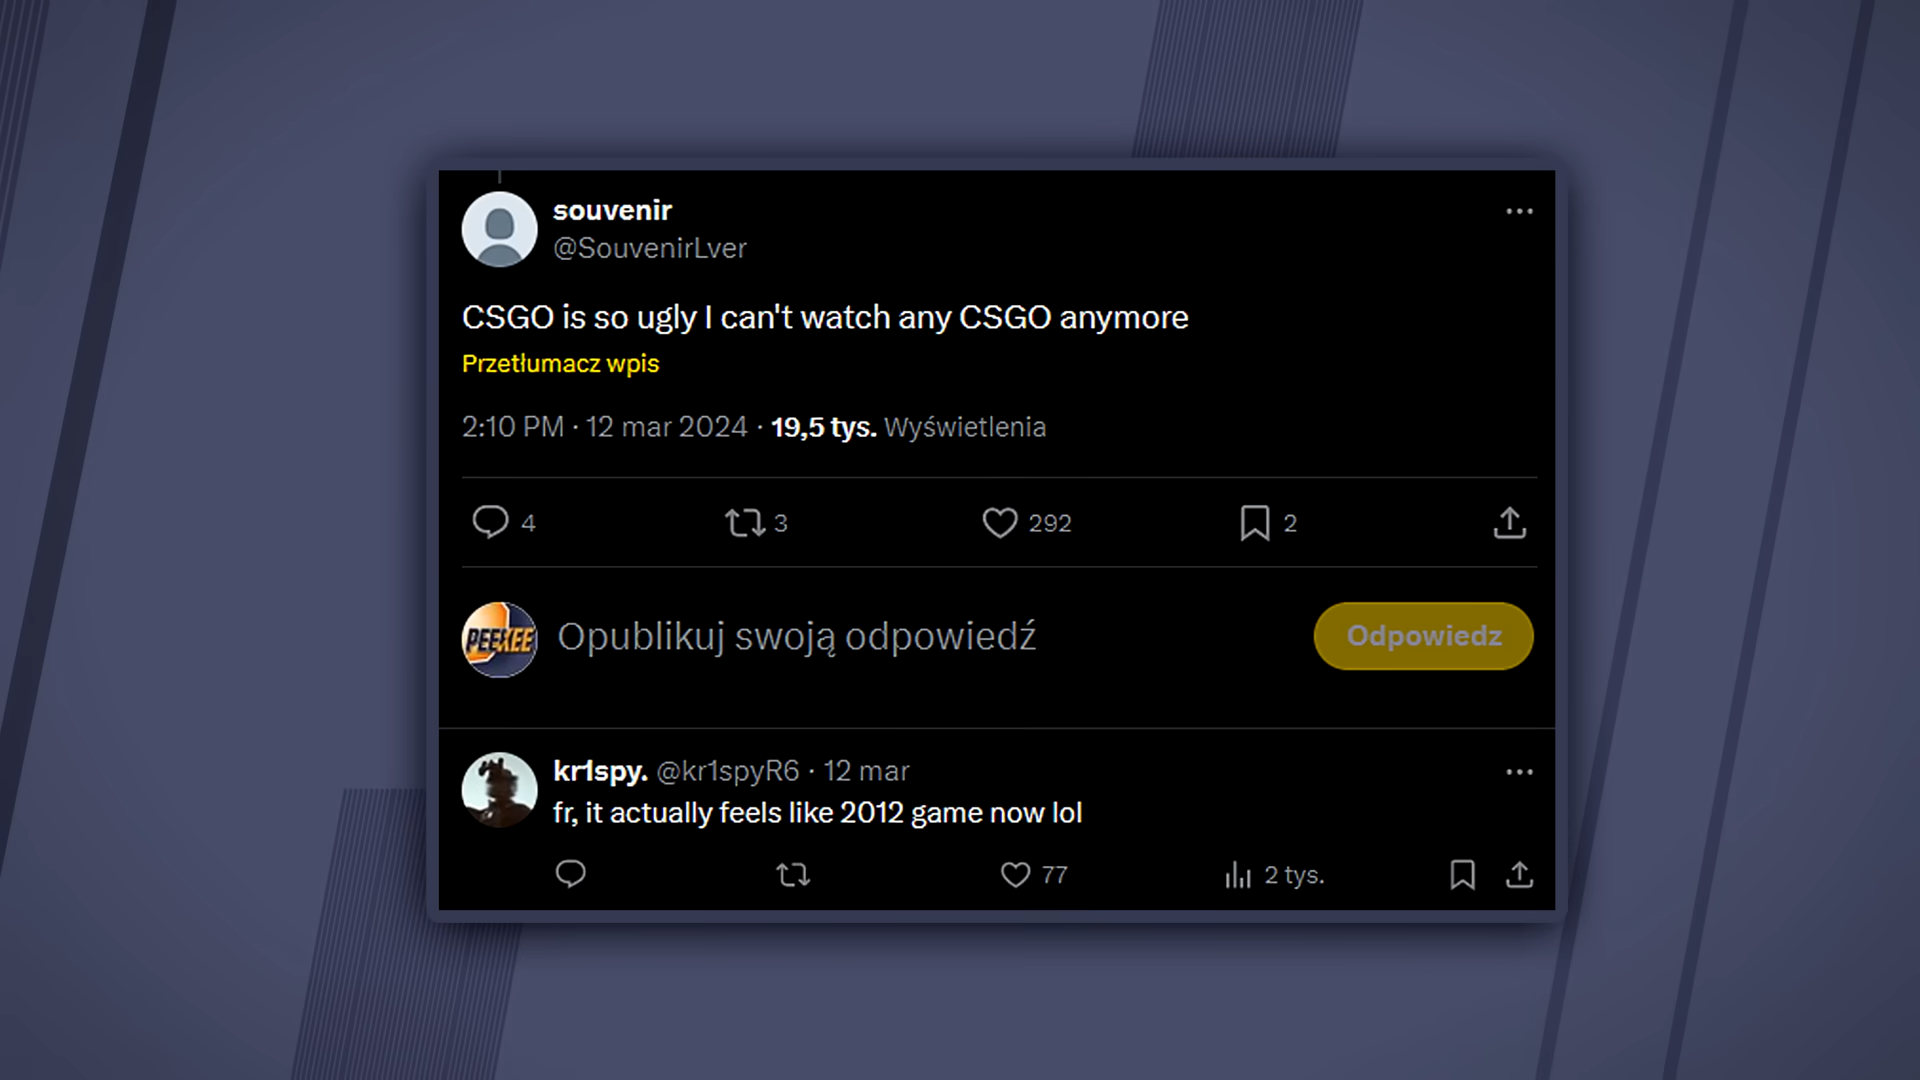 souvenir
@SouvenirLver
CSGO is so ugly I can't watch any CSGO anymore
Przetłumacz wpis
2:10 PM · 12 mar 2024 · 19,5 tys. Wyświetlenia
4 3 292 2
PEEKEE Opublikuj swoją odpowiedź Odpowiedz
kr1spy. @kr1spyR6 · 12 mar
fr, it actually feels like 2012 game now lol
77 2 tys.